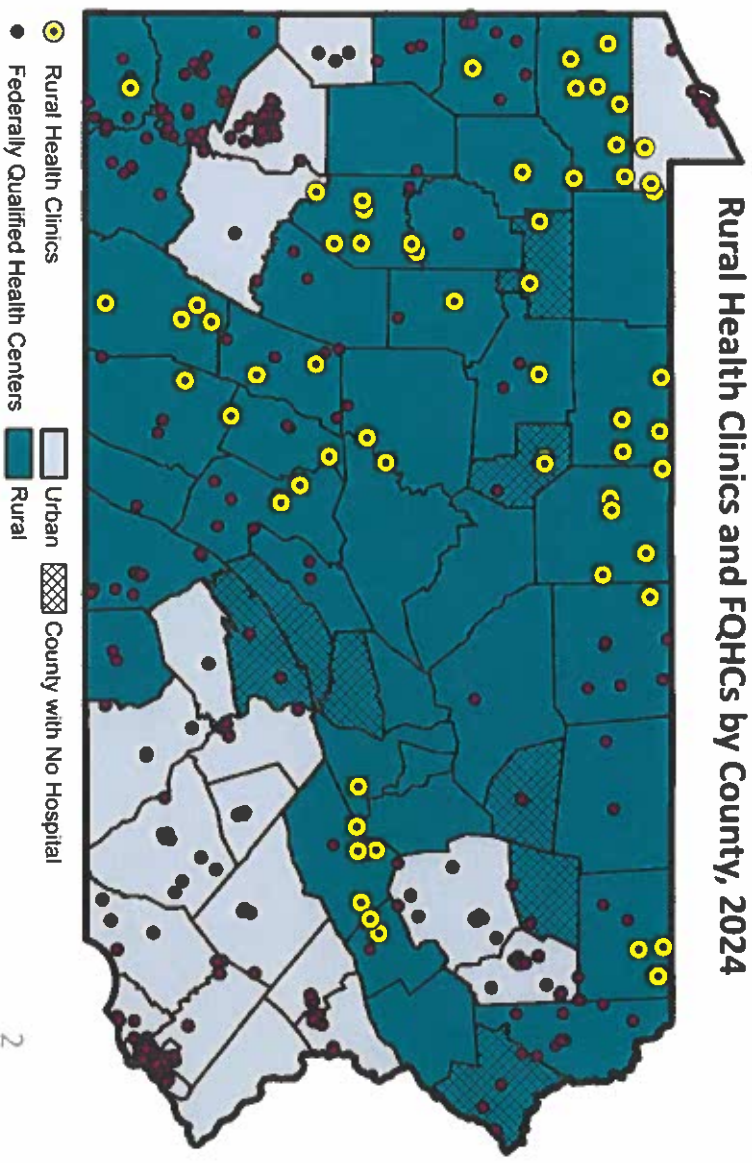 Rural Health Clinics and FQHCs by County, 2024
Rural Health Clinics
Federally Qualified Health Centers
Urban
Rural
County with No Hospital
2